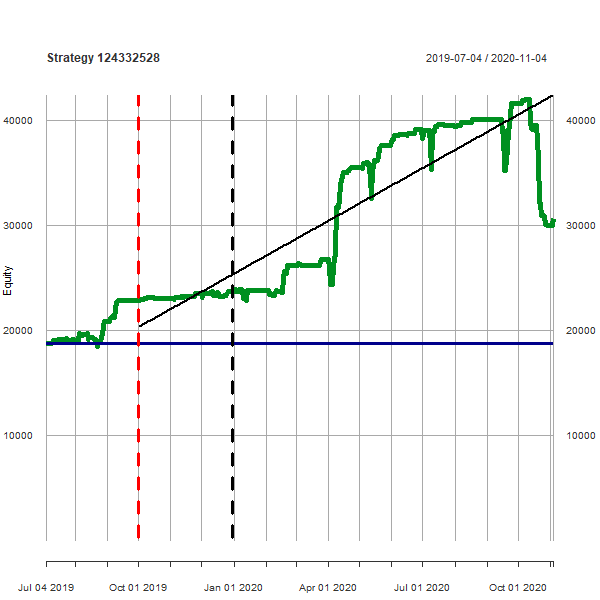 Strategy 124332528
2019-07-04 / 2020-11-04
40000
40000
30000
30000
Equity
20000
20000
10000
10000
Jul 04 2019
Oct 01 2019
Jan 01 2020
Apr 01 2020
Jul 01 2020
Oct 01 2020